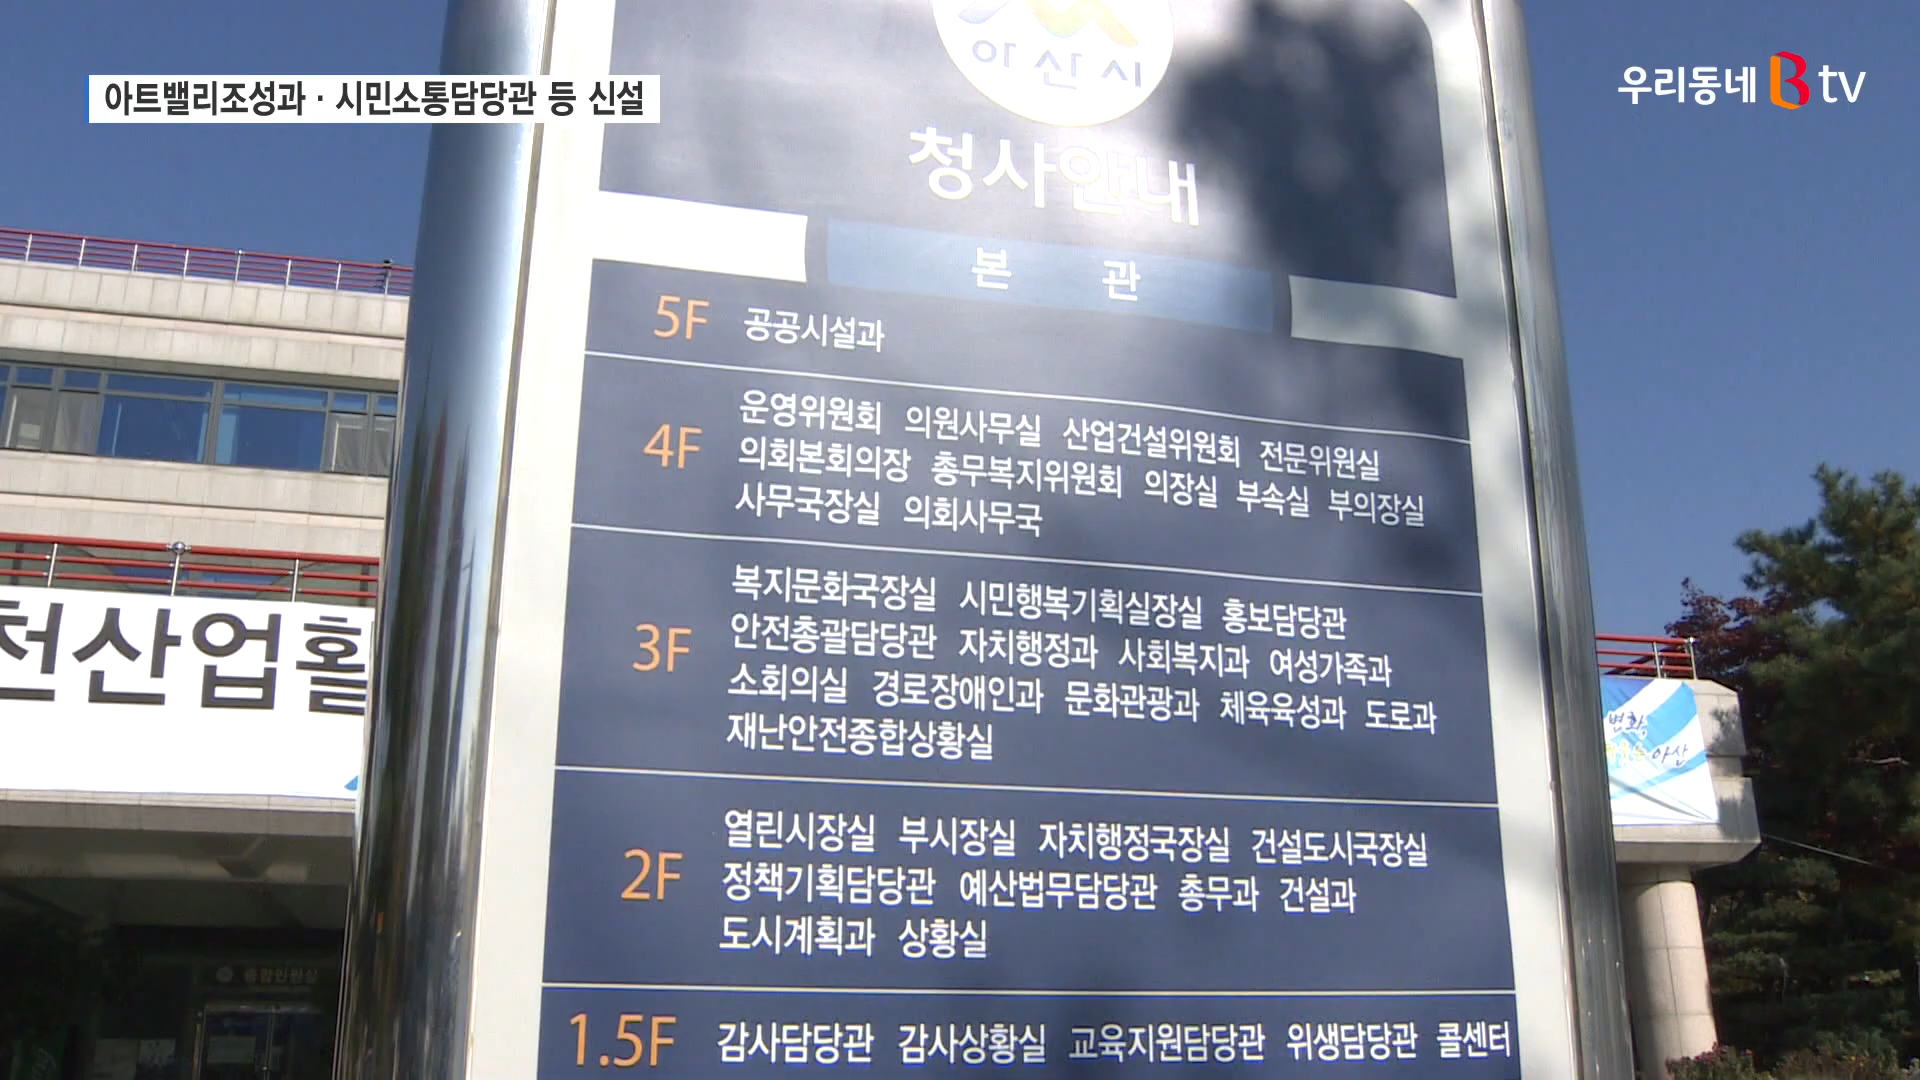 아트밸리조성과 · 시민소통담당관 등 신설
우리동네 B tv
아산시
청사안내
본 관
5F 공공시설과
4F 운영위원회 의원사무실 산업건설위원회 전문위원실
의회본회의장 총무복지위원회 의장실 부속실 부의장실
사무국장실 의회사무국
3F 복지문화국장실 시민행복기획실장실 홍보담당관
안전총괄담당관 자치행정과 사회복지과 여성가족과
소회의실 경로장애인과 문화관광과 체육육성과 도로과
재난안전종합상황실
2F 열린시장실 부시장실 자치행정국장실 건설도시국장실
정책기획담당관 예산법무담당관 총무과 건설과
도시계획과 상황실
1.5F 감사담당관 감사상황실 교육지원담당관 위생담당관 콜센터
천산업활
변화,
아산
종합민원실